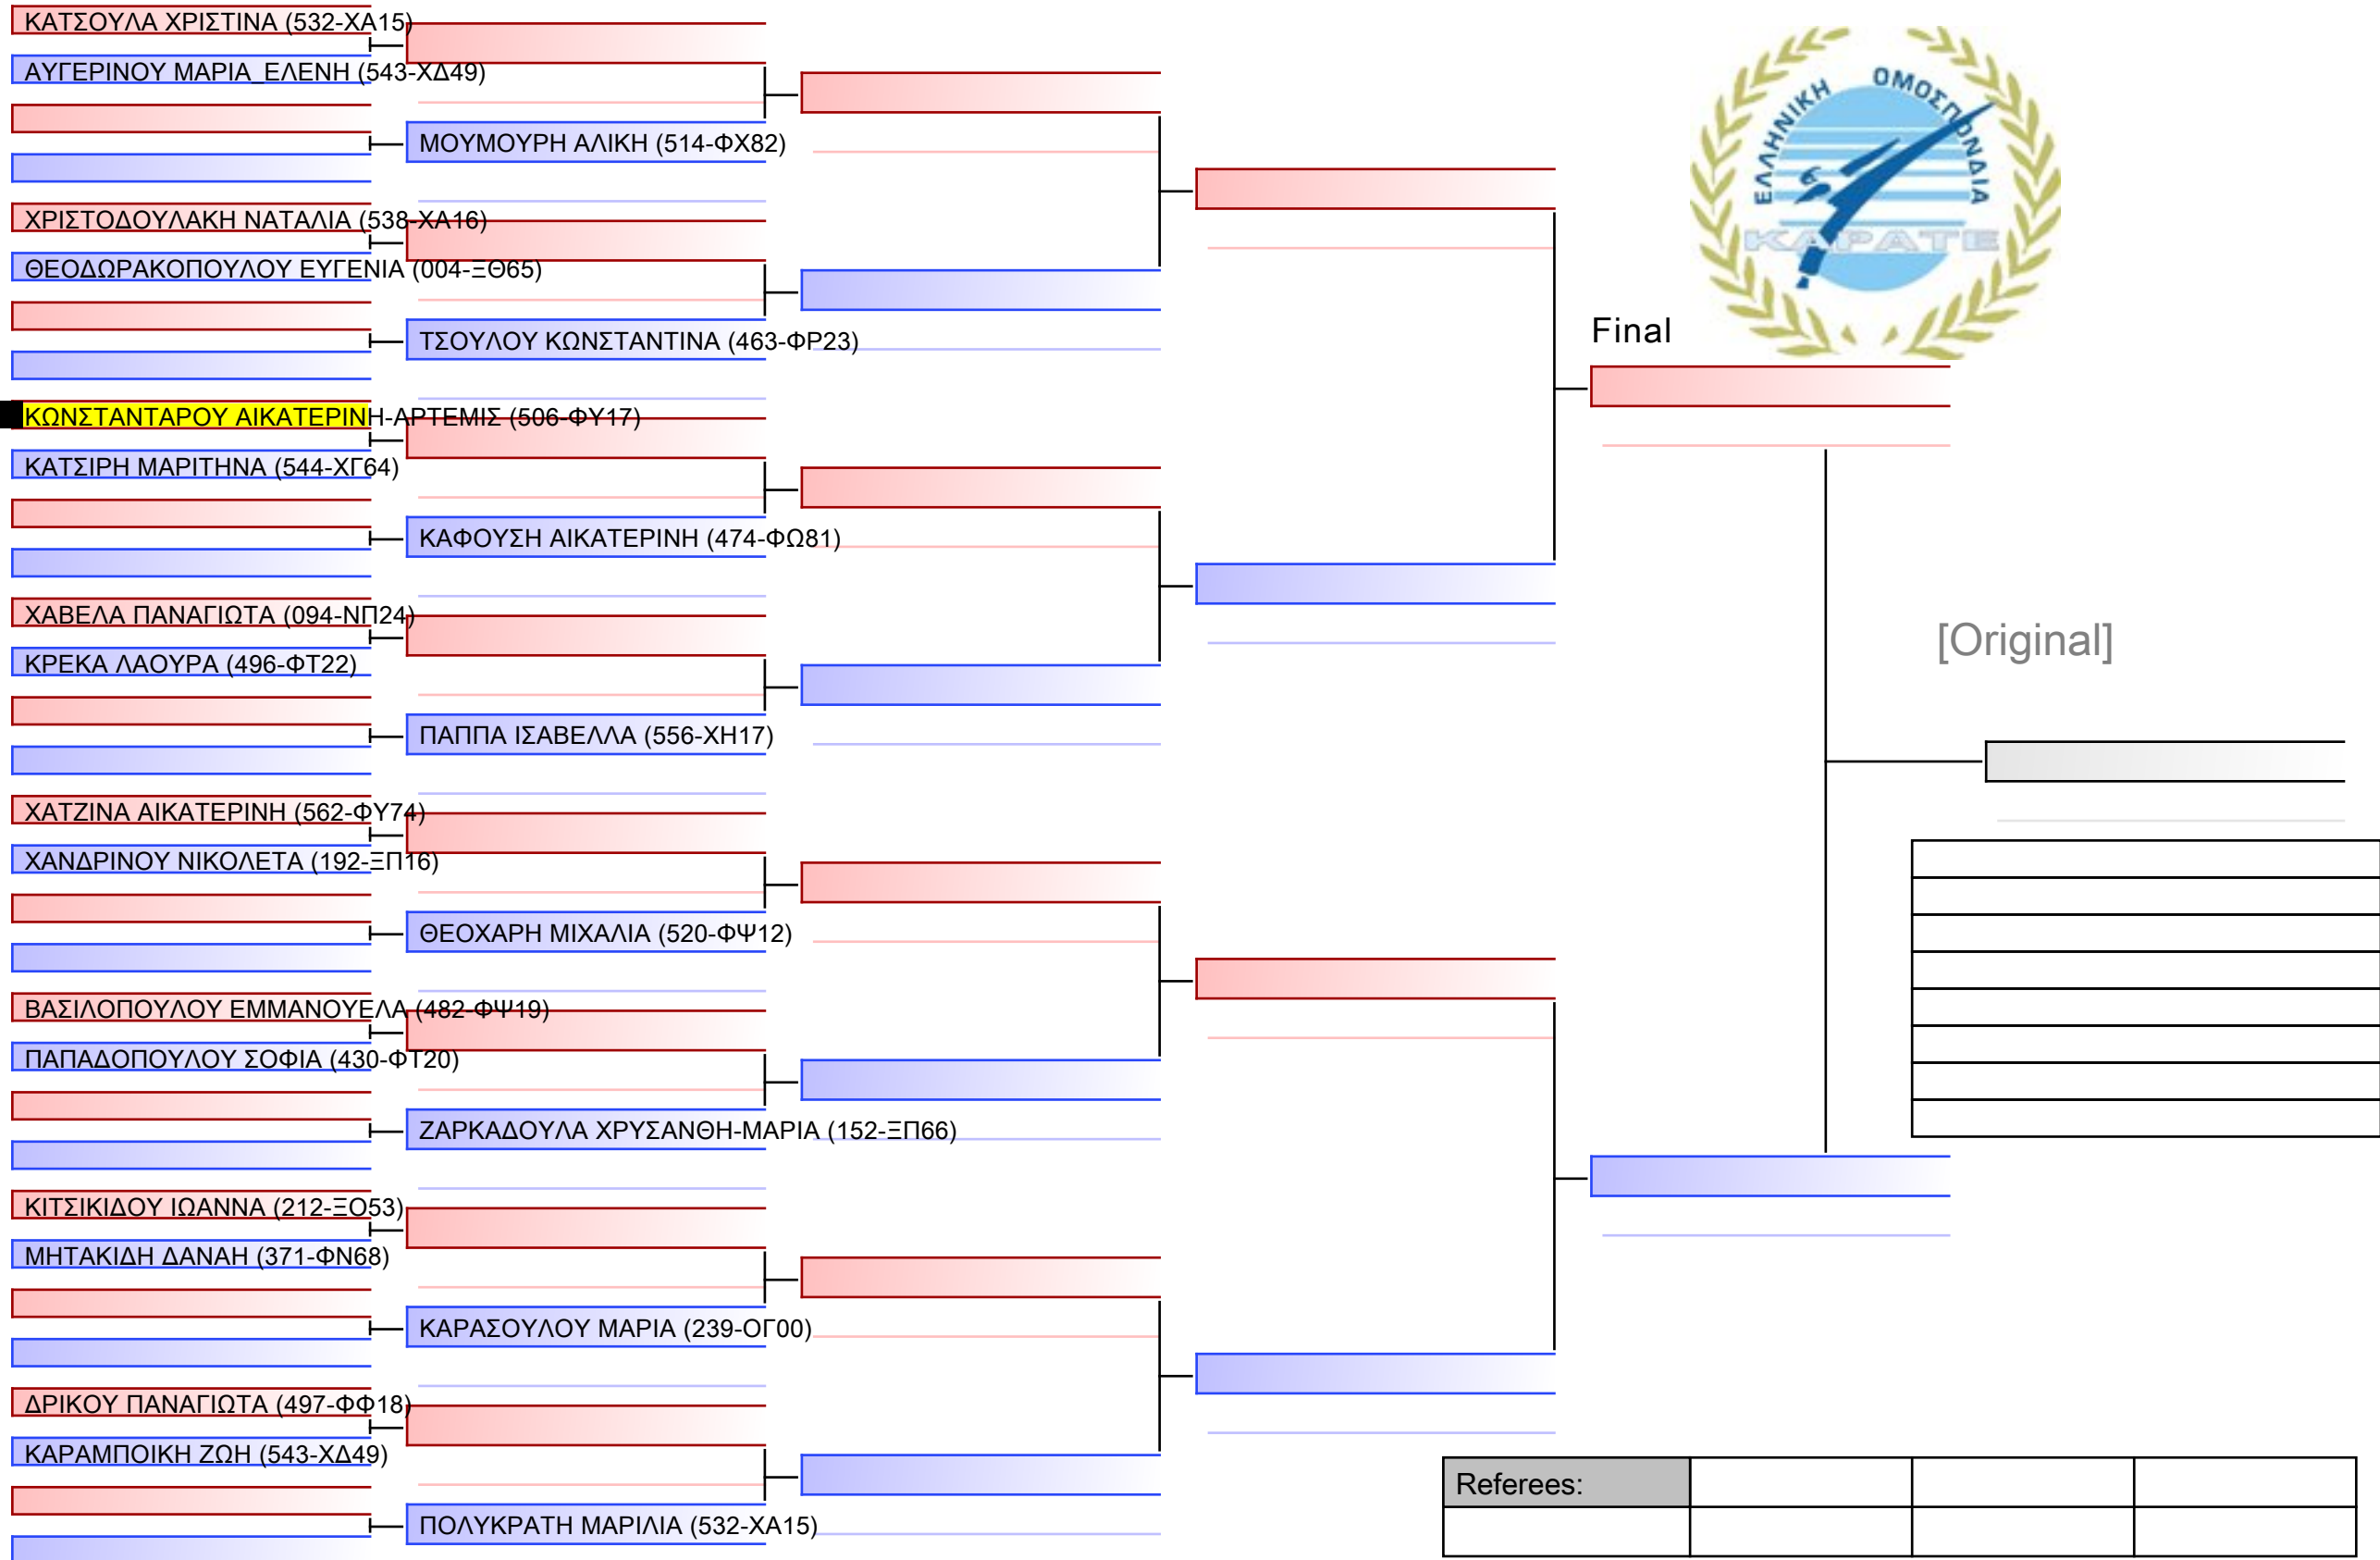 ΚΑΤΣΟΥΛΑ ΧΡΙΣΤΙΝΑ (532-ΧΑ15)
ΑΥΓΕΡΙΝΟΥ ΜΑΡΙΑ_ΕΛΕΝΗ (543-ΧΔ49)
ΜΟΥΜΟΥΡΗ ΑΛΙΚΗ (514-ΦΧ82)
ΧΡΙΣΤΟΔΟΥΛΑΚΗ ΝΑΤΑΛΙΑ (538-ΧΑ16)
ΘΕΟΔΩΡΑΚΟΠΟΥΛΟΥ ΕΥΓΕΝΙΑ (004-ΞΘ65)
ΤΣΟΥΛΟΥ ΚΩΝΣΤΑΝΤΙΝΑ (463-ΦΡ23)
ΚΩΝΣΤΑΝΤΑΡΟΥ ΑΙΚΑΤΕΡΙΝΗ-ΑΡΤΕΜΙΣ (506-ΦΥ17)
ΚΑΤΣΙΡΗ ΜΑΡΙΤΗΝΑ (544-ΧΓ64)
ΚΑΦΟΥΣΗ ΑΙΚΑΤΕΡΙΝΗ (474-ΦΩ81)
ΧΑΒΕΛΑ ΠΑΝΑΓΙΩΤΑ (094-ΝΠ24)
ΚΡΕΚΑ ΛΑΟΥΡΑ (496-ΦΤ22)
ΠΑΠΠΑ ΙΣΑΒΕΛΛΑ (556-ΧΗ17)
ΧΑΤΖΙΝΑ ΑΙΚΑΤΕΡΙΝΗ (562-ΦΥ74)
ΧΑΝΔΡΙΝΟΥ ΝΙΚΟΛΕΤΑ (192-ΞΠ16)
ΘΕΟΧΑΡΗ ΜΙΧΑΛΙΑ (520-ΦΨ12)
ΒΑΣΙΛΟΠΟΥΛΟΥ ΕΜΜΑΝΟΥΕΛΑ (482-ΦΨ19)
ΠΑΠΑΔΟΠΟΥΛΟΥ ΣΟΦΙΑ (430-ΦΤ20)
ΖΑΡΚΑΔΟΥΛΑ ΧΡΥΣΑΝΘΗ-ΜΑΡΙΑ (152-ΞΠ66)
ΚΙΤΣΙΚΙΔΟΥ ΙΩΑΝΝΑ (212-ΞΟ53)
ΜΗΤΑΚΙΔΗ ΔΑΝΑΗ (371-ΦΝ68)
ΚΑΡΑΣΟΥΛΟΥ ΜΑΡΙΑ (239-ΟΓ00)
ΔΡΙΚΟΥ ΠΑΝΑΓΙΩΤΑ (497-ΦΦ18)
ΚΑΡΑΜΠΟΙΚΗ ΖΩΗ (543-ΧΔ49)
ΠΟΛΥΚΡΑΤΗ ΜΑΡΙΛΙΑ (532-ΧΑ15)
ΕΛΛΗΝΙΚΗ ΟΜΟΣΠΟΝΔΙΑ
ΚΑΡΑΤΕ
Final
[Original]
Referees: